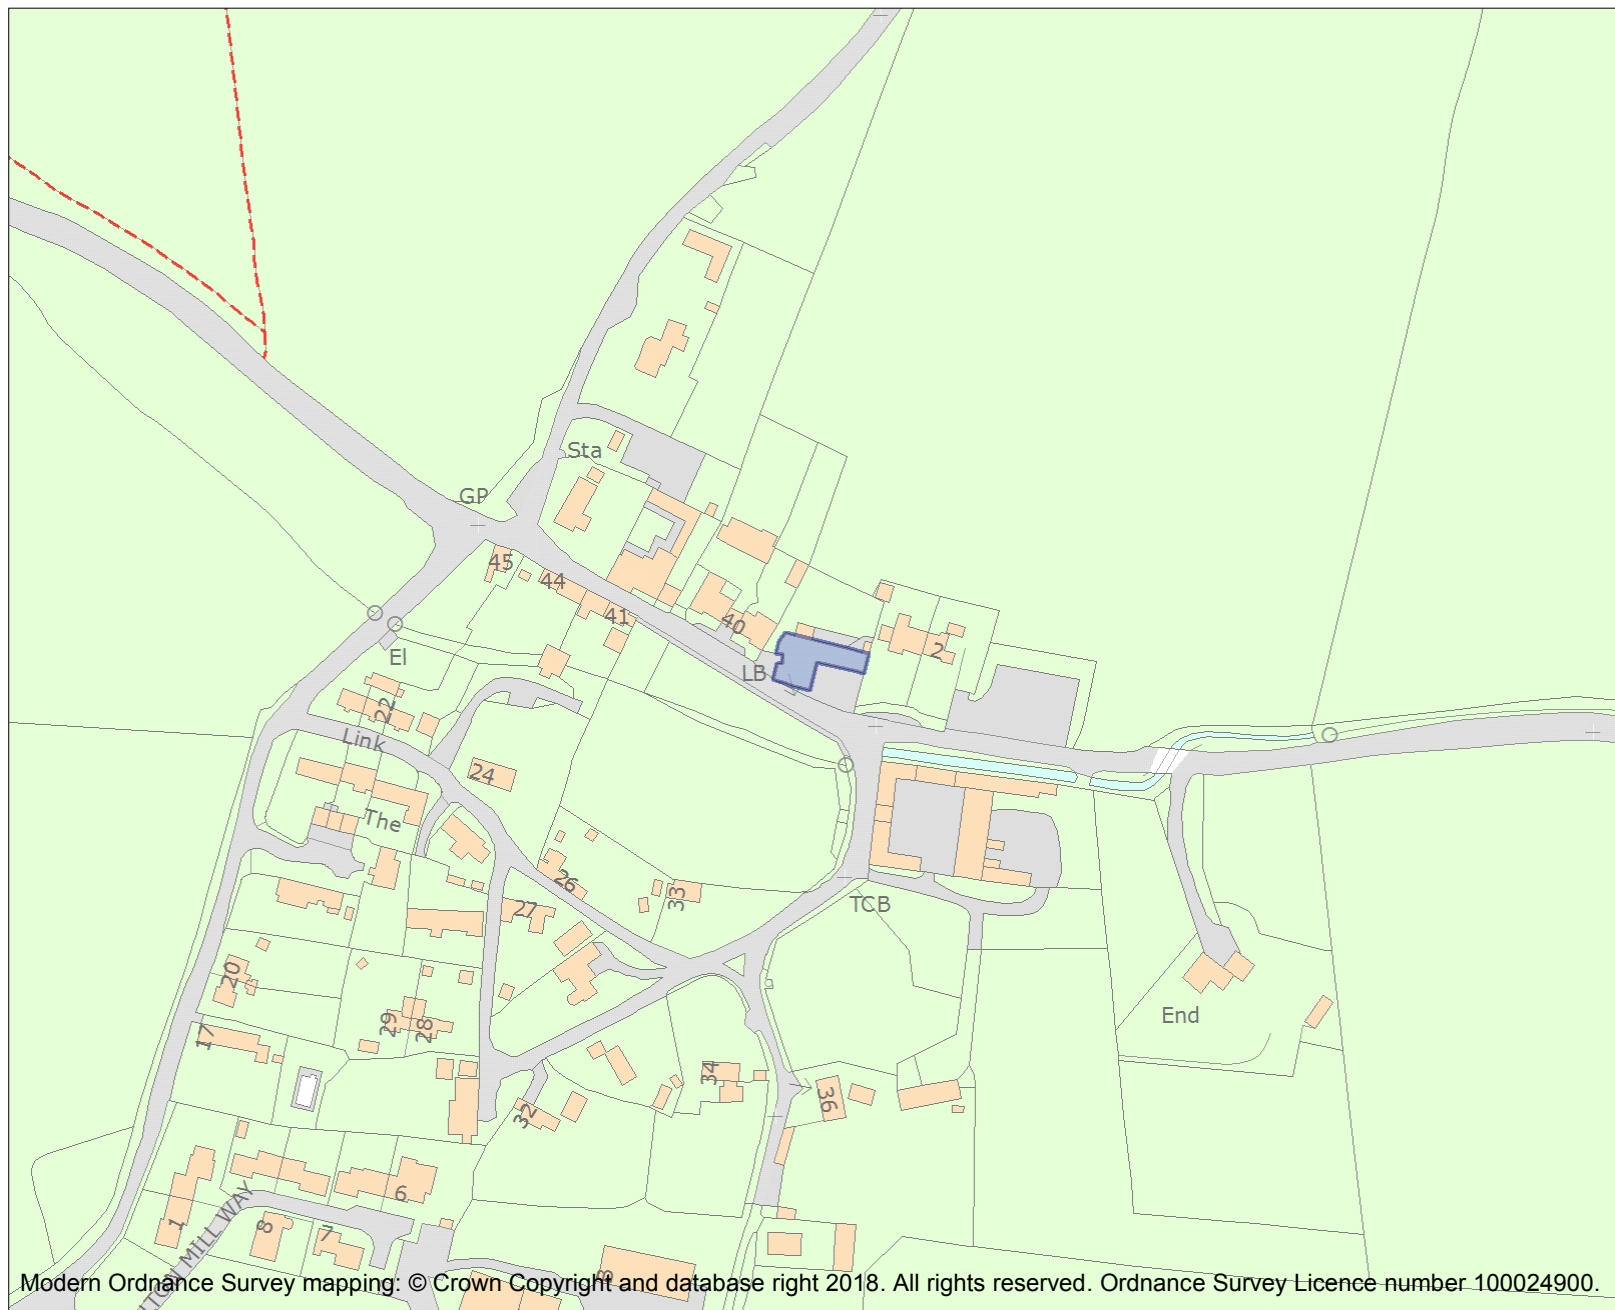 Sta
GP
45
44
41
40
2
LB
El
22
Link
24
The
26
33
27
TCB
20
End
29
28
17
34
36
32
6
1
8
7
MILL WAY
Modern Ordnance Survey mapping: © Crown Copyright and database right 2018. All rights reserved. Ordnance Survey Licence number 100024900.